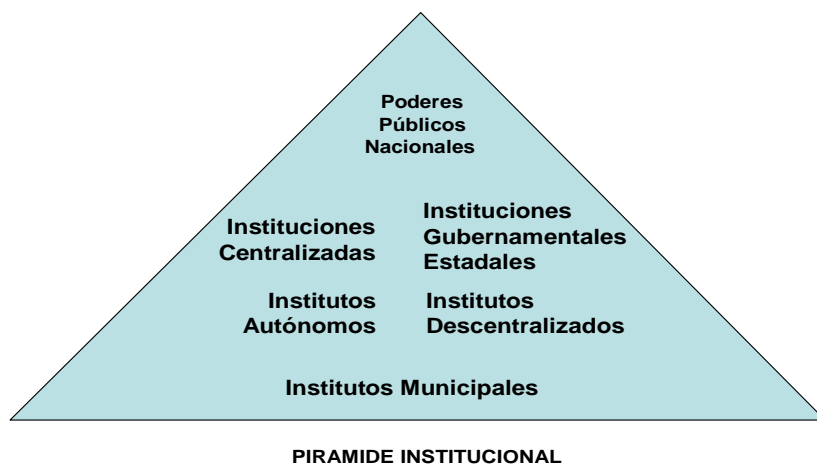 Poderes
Públicos
Nacionales
Instituciones
Centralizadas
Instituciones
Gubernamentales
Estadales
Institutos
Autónomos
Institutos
Descentralizados
Institutos Municipales
PIRAMIDE INSTITUCIONAL